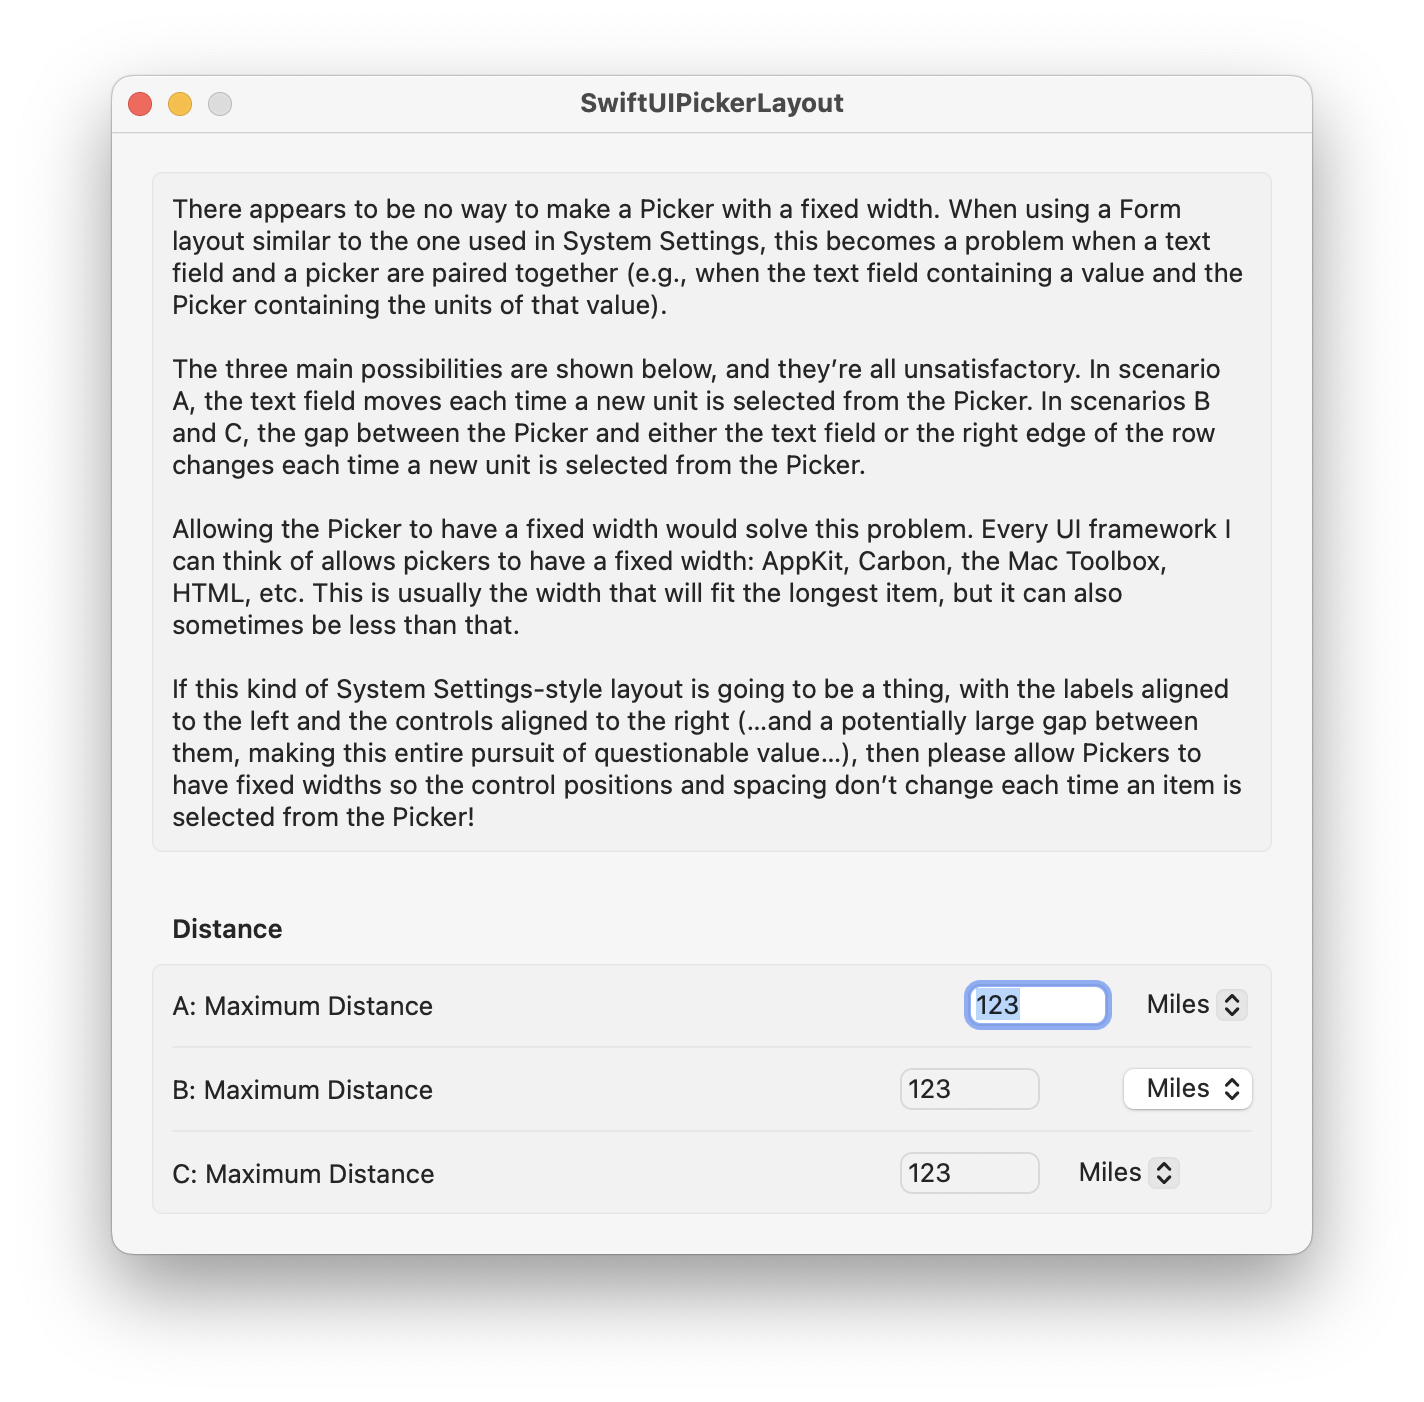 SwiftUIPickerLayout
There appears to be no way to make a Picker with a fixed width. When using a Form
layout similar to the one used in System Settings, this becomes a problem when a text
field and a picker are paired together (e.g., when the text field containing a value and the
Picker containing the units of that value).
The three main possibilities are shown below, and they’re all unsatisfactory. In scenario
A, the text field moves each time a new unit is selected from the Picker. In scenarios B
and C, the gap between the Picker and either the text field or the right edge of the row
changes each time a new unit is selected from the Picker.
Allowing the Picker to have a fixed width would solve this problem. Every UI framework I
can think of allows pickers to have a fixed width: AppKit, Carbon, the Mac Toolbox,
HTML, etc. This is usually the width that will fit the longest item, but it can also
sometimes be less than that.
If this kind of System Settings-style layout is going to be a thing, with the labels aligned
to the left and the controls aligned to the right (…and a potentially large gap between
them, making this entire pursuit of questionable value…), then please allow Pickers to
have fixed widths so the control positions and spacing don’t change each time an item is
selected from the Picker!
Distance
A: Maximum Distance 123 Miles
B: Maximum Distance 123 Miles
C: Maximum Distance 123 Miles